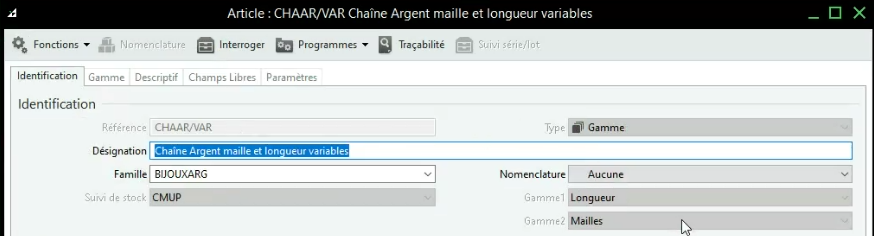 Article : CHAAR/VAR Chaîne Argent maille et longueur variables
Fonctions Nomenclature Interroger Programmes Traçabilité Suivi série/lot
Identification Gamme Descriptif Champs Libres Paramètres
Identification
Référence CHAAR/VAR Type Gamme
Désignation Chaîne Argent maille et longueur variables
Famille BIJOUXARG Nomenclature Aucune
Suivi de stock CMUP Gamme1 Longueur
Gamme2 Mailles